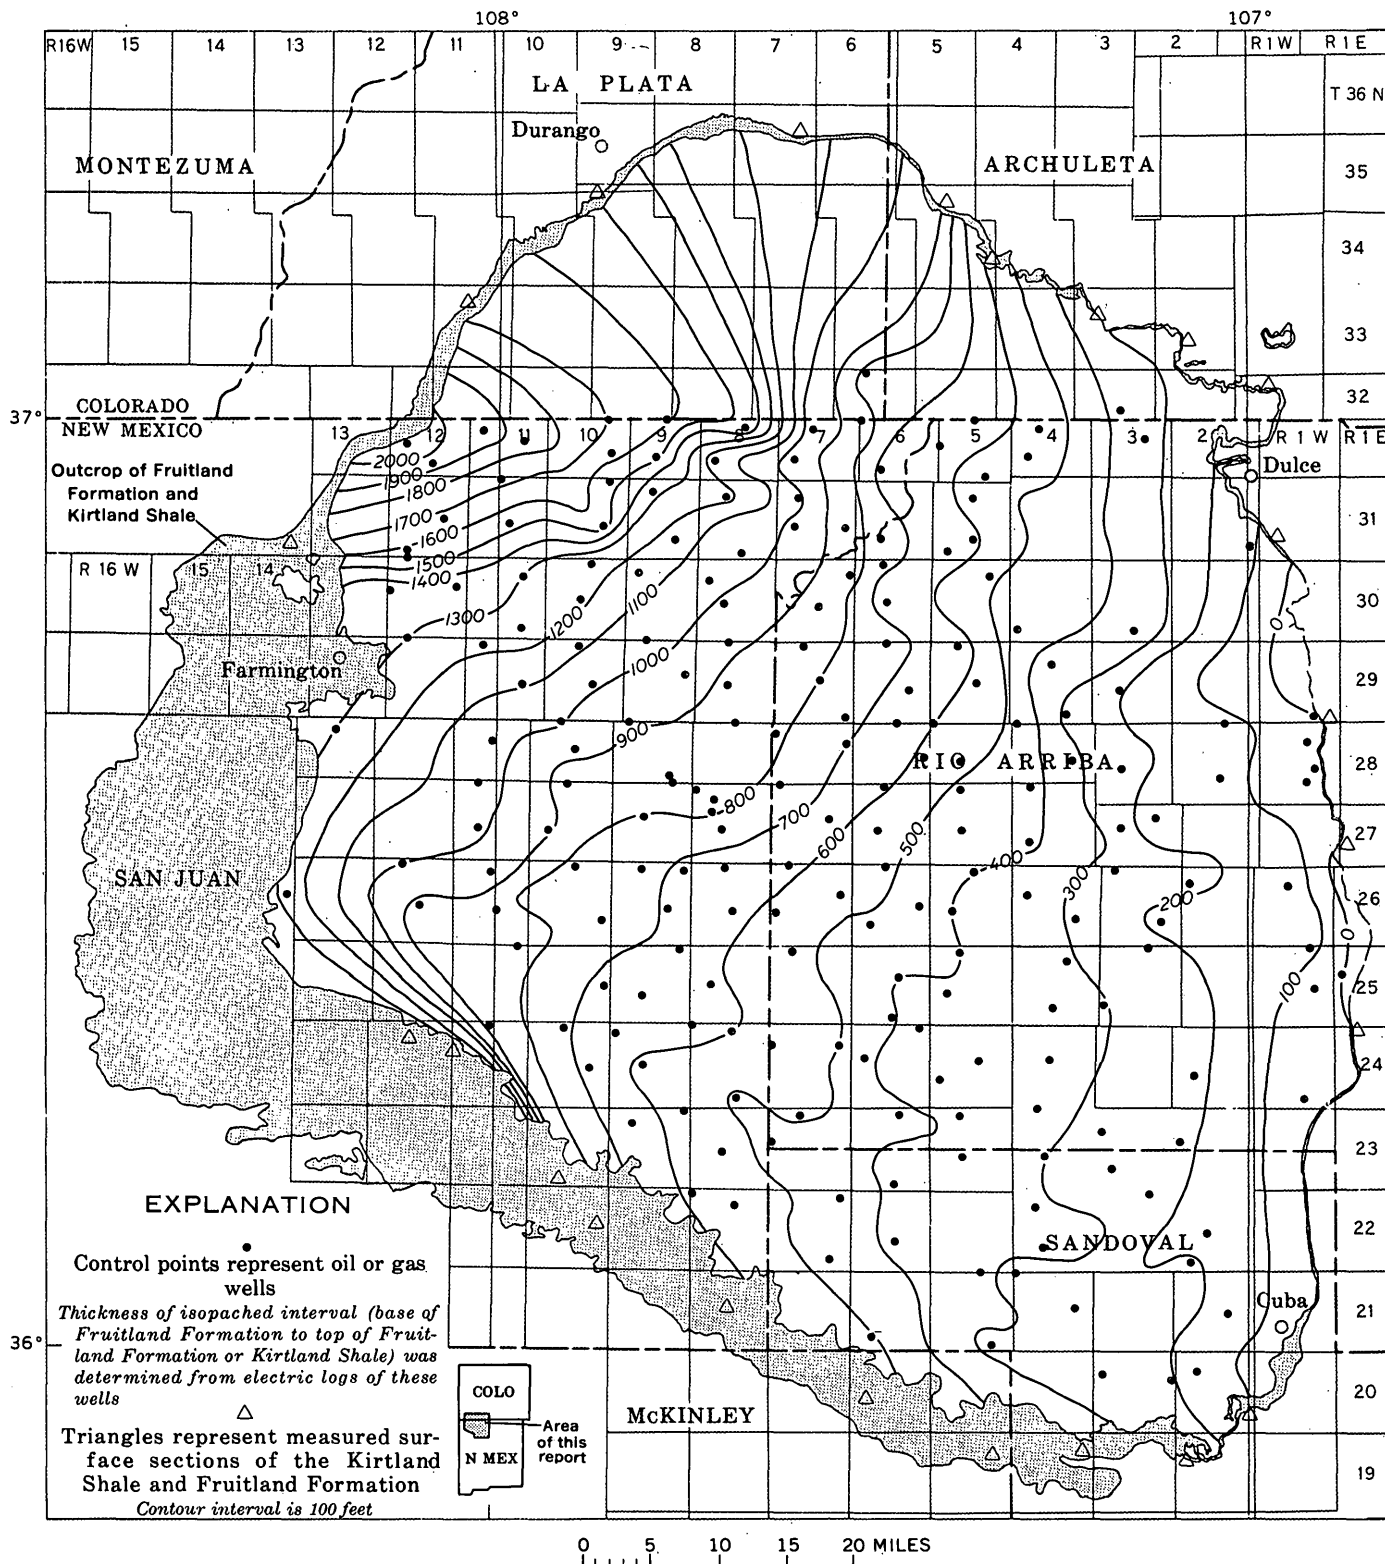 108°
107°
R16W 15 14 13 12 11 10 9 8 7 6 5 4 3 2 R1W R1E
LA PLATA
T 36 N
Durango
MONTEZUMA
ARCHULETA
35
34
33
32
COLORADO
37°
NEW MEXICO
13 12 11 10 9 8 7 6 5 4 3 2 R1W R1E
Outcrop of Fruitland
Formation and
Kirtland Shale
Dulce
2000
1900
1800
1700
1600
1500
1400
31
R 16 W 15 14
30
1300
1200
1100
1000
0
Farmington
29
900
RIO ARRIBA
28
800
700
600
500
27
400
300
200
SAN JUAN
26
0
100
25
24
23
EXPLANATION
22
SANDOVAL
Control points represent oil or gas
wells
Thickness of isopached interval (base of
Fruitland Formation to top of Fruit-
land Formation or Kirtland Shale) was
determined from electric logs of these
wells
Cuba
21
36°
COLO
20
McKINLEY
Area
of this
report
N MEX
Triangles represent measured sur-
face sections of the Kirtland
Shale and Fruitland Formation
Contour interval is 100 feet
19
0 5 10 15 20 MILES